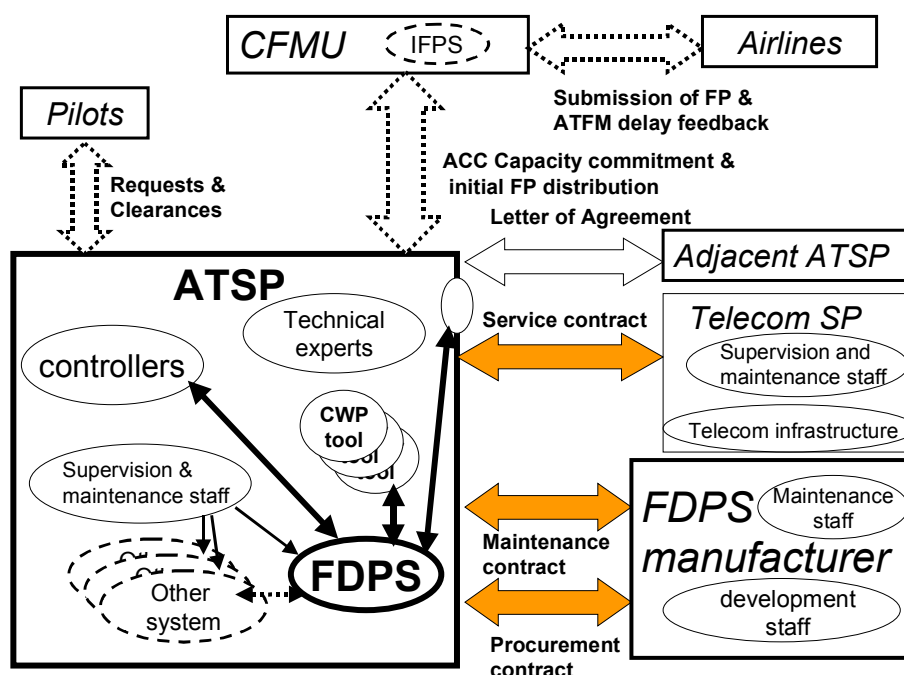 CFMU
IFPS
Airlines
Submission of FP &
ATFM delay feedback
Pilots
Requests &
Clearances
ACC Capacity commitment &
initial FP distribution
Letter of Agreement
Adjacent ATSP
ATSP
Technical
experts
controllers
Service contract
Telecom SP
Supervision and
maintenance staff
Telecom infrastructure
CWP
tool
tool
tool
Supervision &
maintenance staff
Other
system
FDPS
Maintenance
contract
Procurement
contract
FDPS
manufacturer
Maintenance
staff
development
staff